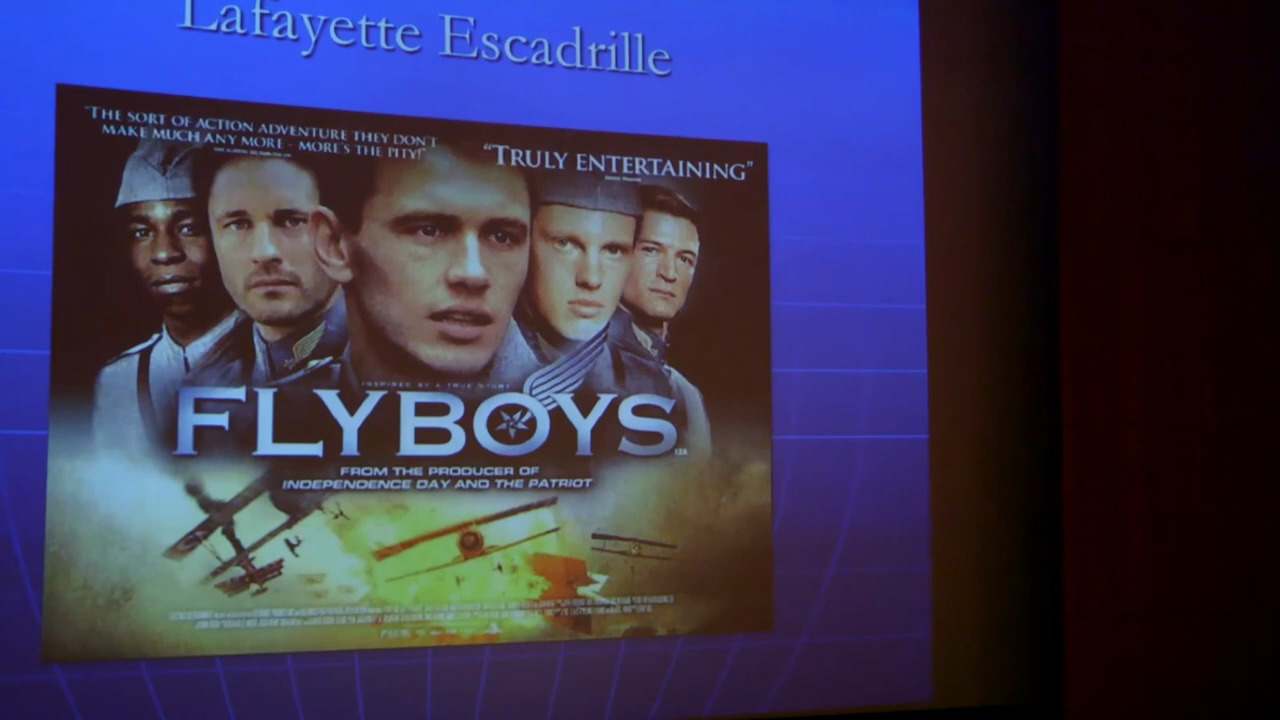 Lafayette Escadrille
"THE SORT OF ACTION ADVENTURE THEY DON'T
MAKE MUCH ANY MORE - MORE'S THE PITY!"
"TRULY ENTERTAINING"
INSPIRED BY A TRUE STORY
FLYBOYS
FROM THE PRODUCER OF
INDEPENDENCE DAY AND THE PATRIOT